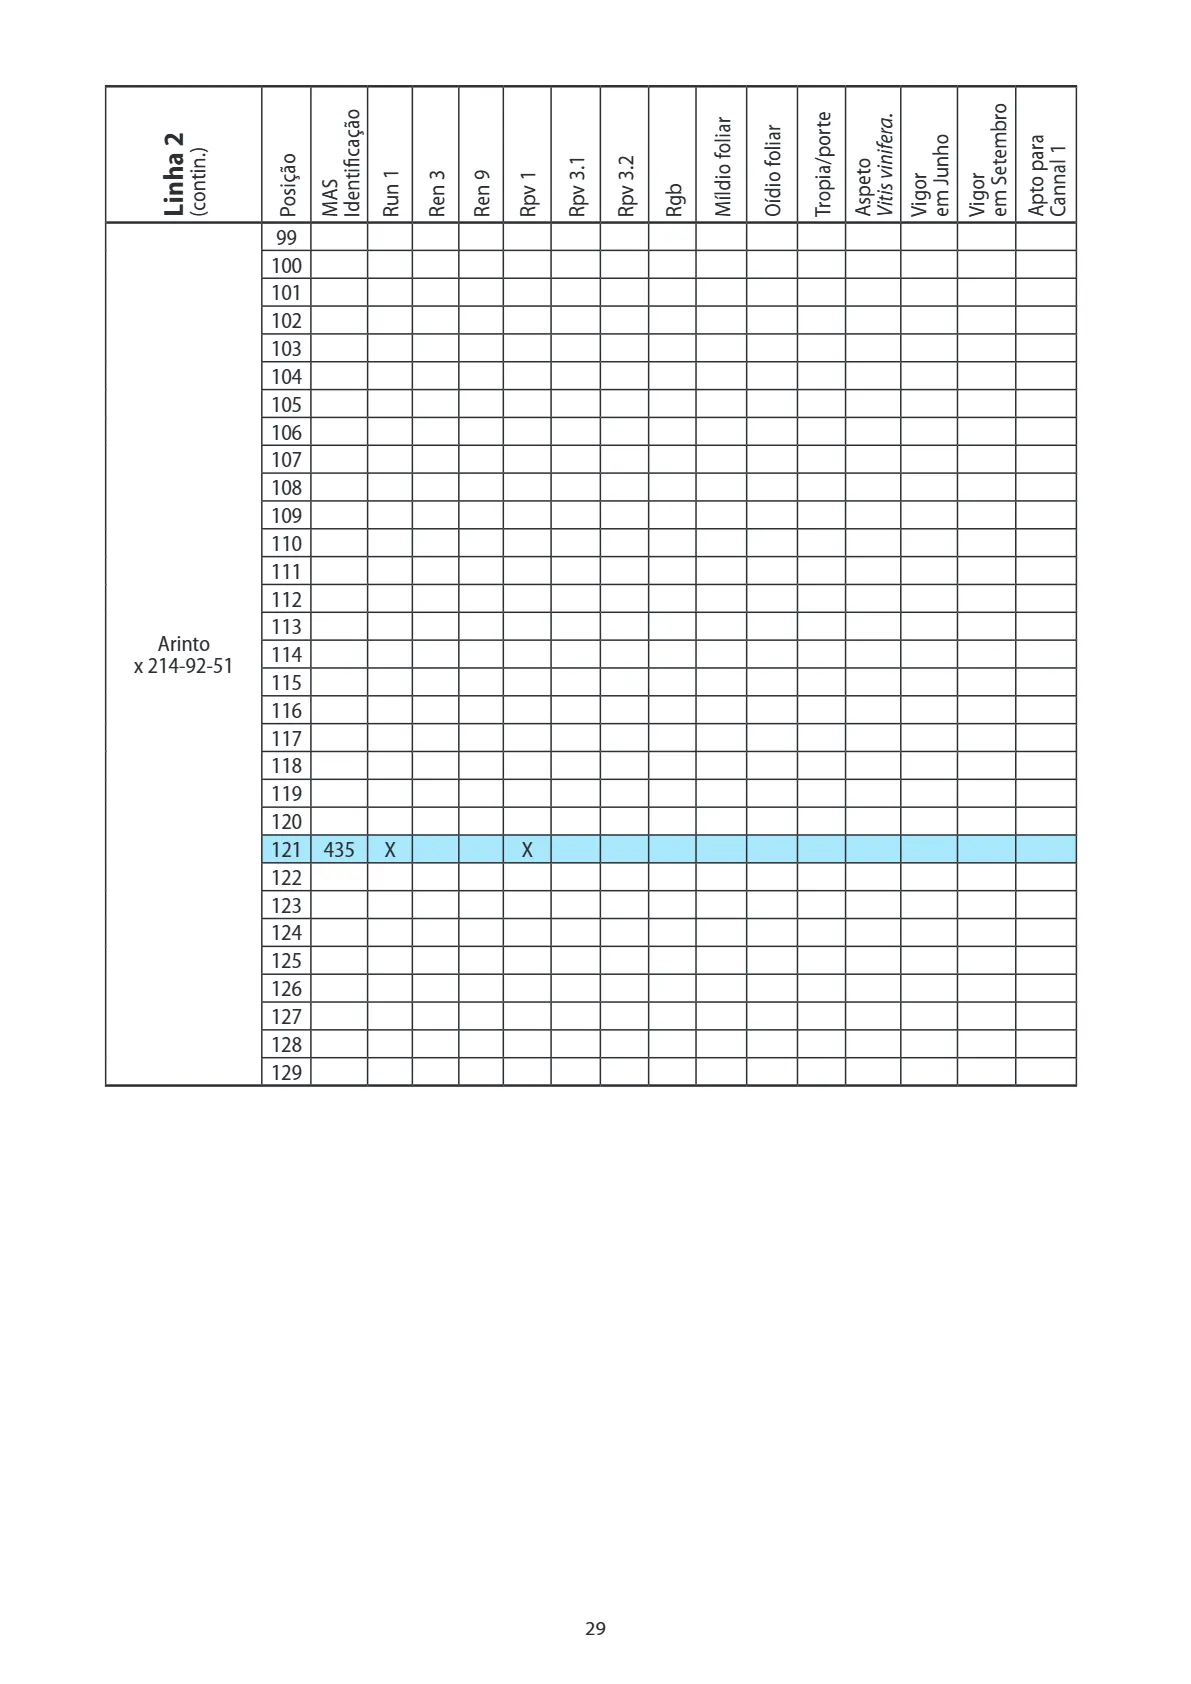 Linha 2
(contin.)
Posição
MAS
Identificação
Run 1
Ren 3
Ren 9
Rpv 1
Rpv 3.1
Rpv 3.2
Rgb
Míldio foliar
Oídio foliar
Tropia/porte
Aspeto
Vitis vinifera.
Vigor
em Junho
Vigor
em Setembro
Apto para
Cannal 1
Arinto
x 214-92-51
99
100
101
102
103
104
105
106
107
108
109
110
111
112
113
114
115
116
117
118
119
120
121 435 X X
122
123
124
125
126
127
128
129
29